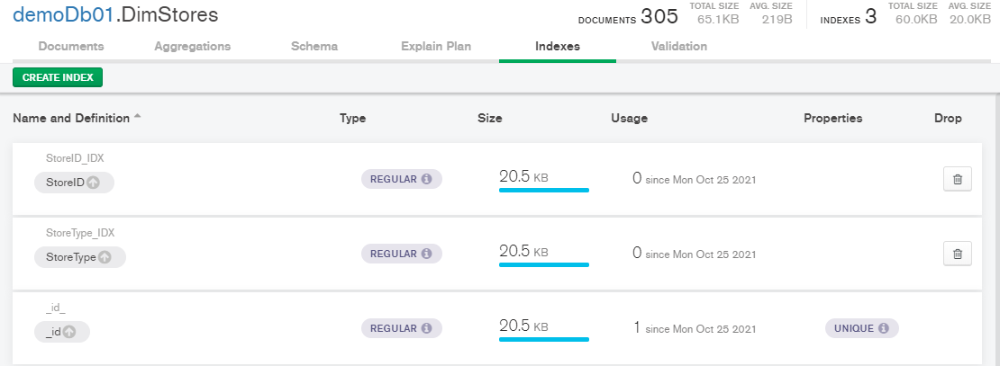 demoDb01.DimStores
DOCUMENTS 305 TOTAL SIZE 65.1KB AVG. SIZE 219B INDEXES 3 TOTAL SIZE 60.0KB AVG. SIZE 20.0KB
Documents Aggregations Schema Explain Plan Indexes Validation
CREATE INDEX
Name and Definition Type Size Usage Properties Drop
StoreID_IDX
StoreID REGULAR 20.5 KB 0 since Mon Oct 25 2021
StoreType_IDX
StoreType REGULAR 20.5 KB 0 since Mon Oct 25 2021
_id_
_id REGULAR 20.5 KB 1 since Mon Oct 25 2021 UNIQUE